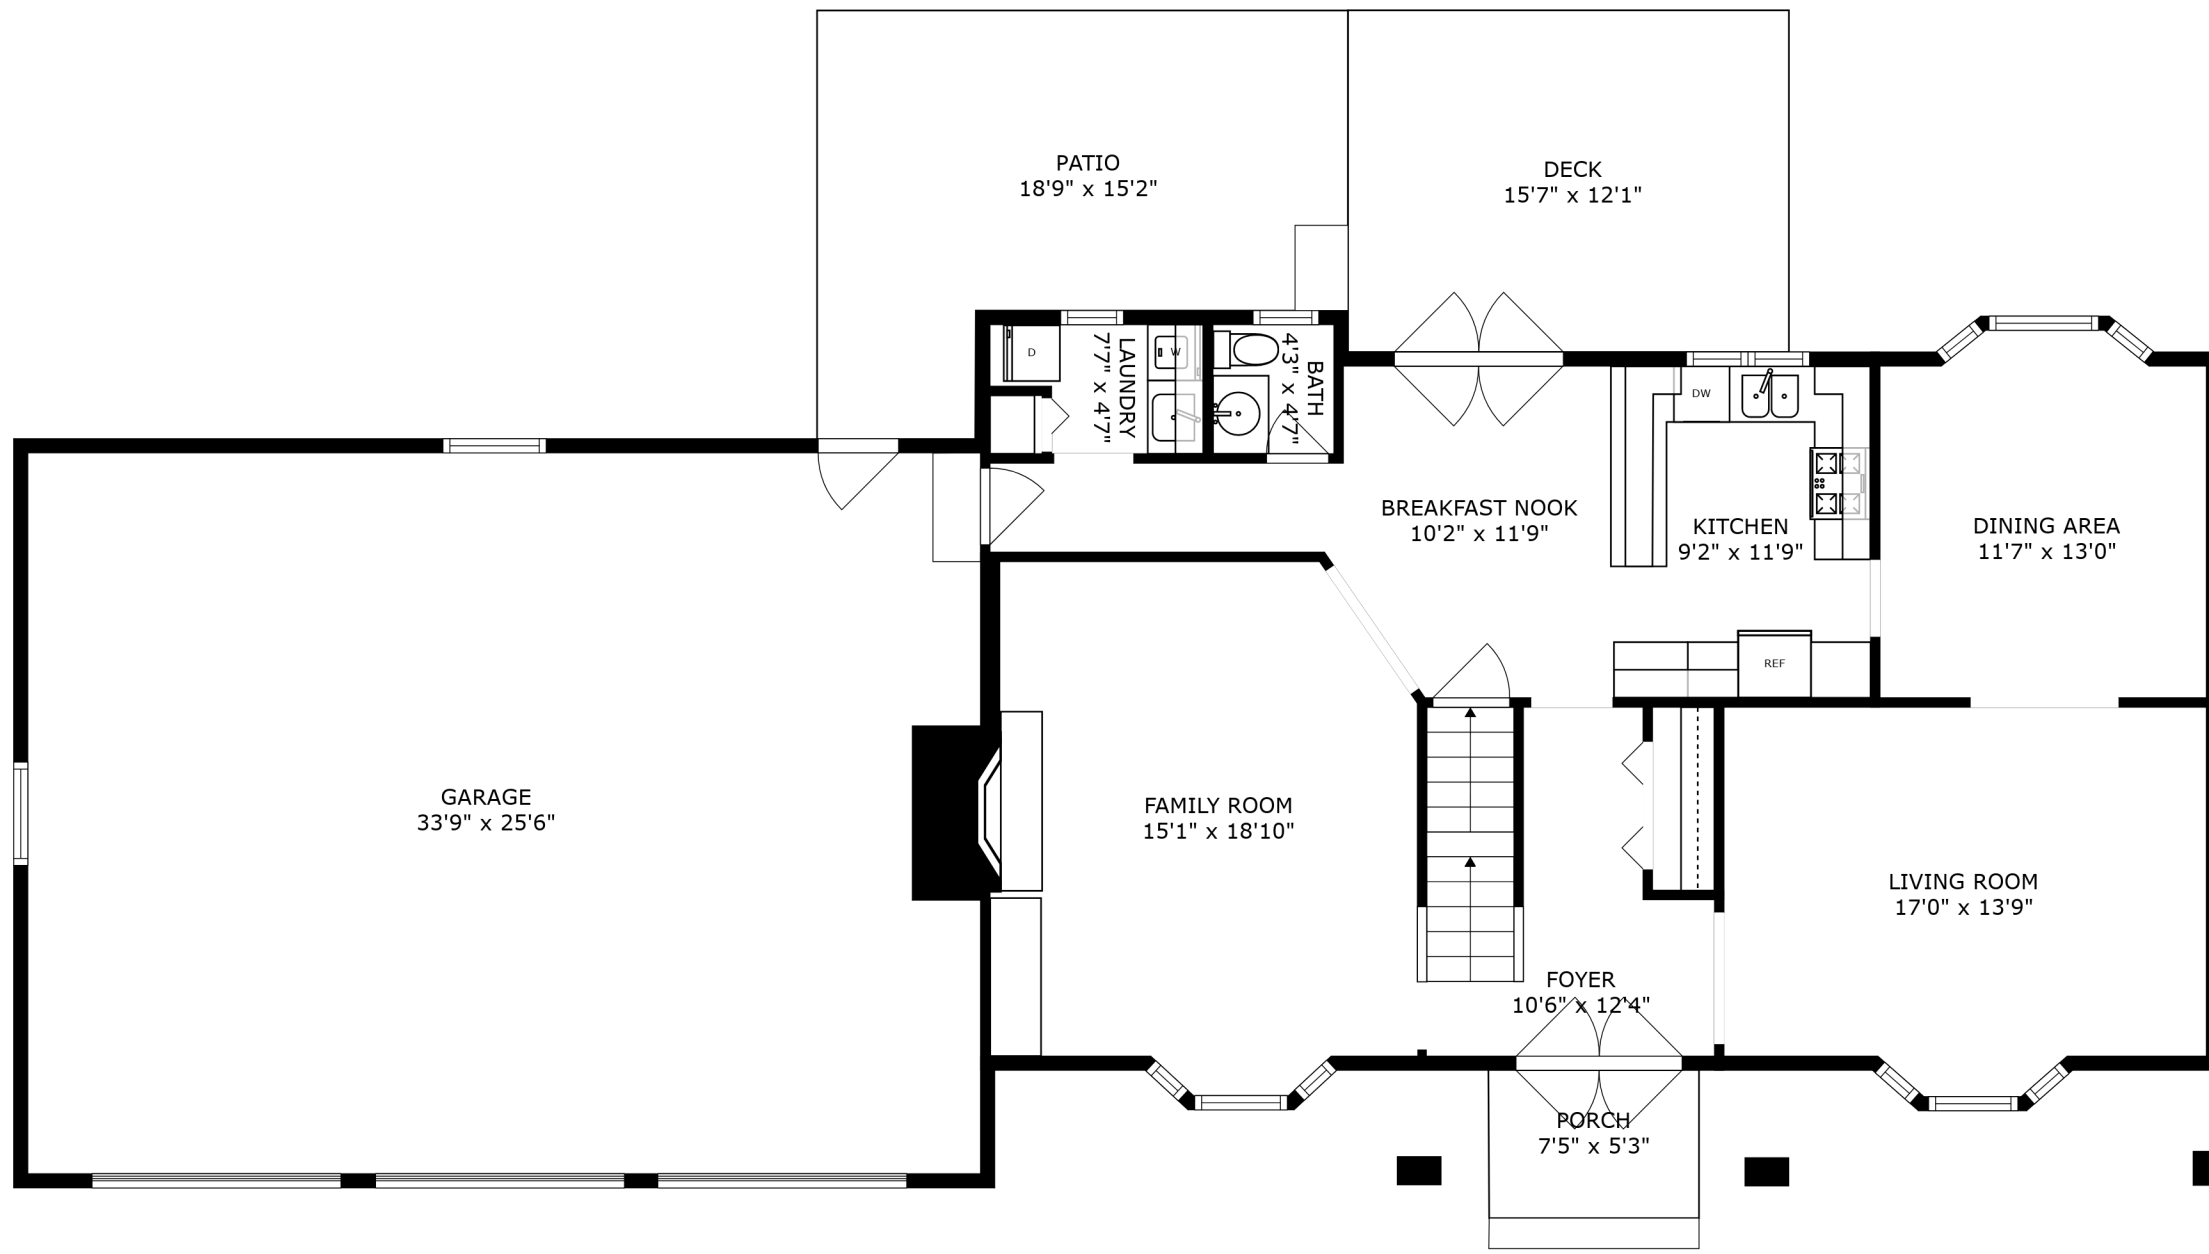 PATIO
18'9" x 15'2"
DECK
15'7" x 12'1"
D
LAUNDRY
7'7" x 4'7"
W
BATH
4'3" x 4'7"
DW
BREAKFAST NOOK
10'2" x 11'9"
KITCHEN
9'2" x 11'9"
DINING AREA
11'7" x 13'0"
REF
GARAGE
33'9" x 25'6"
FAMILY ROOM
15'1" x 18'10"
LIVING ROOM
17'0" x 13'9"
FOYER
10'6" x 12'4"
PORCH
7'5" x 5'3"